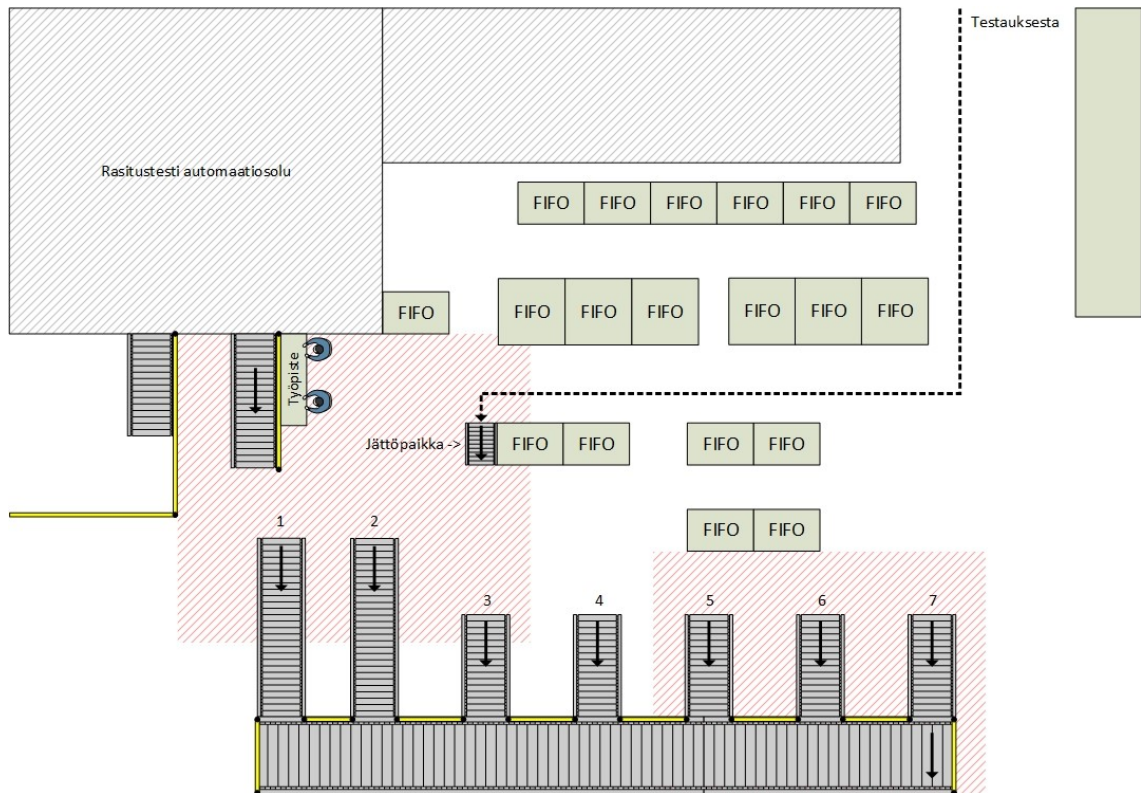 Testauksesta
Rasitustesti automaatiosolu
FIFO FIFO FIFO FIFO FIFO FIFO
FIFO
FIFO FIFO FIFO
FIFO FIFO FIFO
Työpiste
Jättöpaikka ->
FIFO FIFO
FIFO FIFO
FIFO FIFO
1 2
3 4 5 6 7